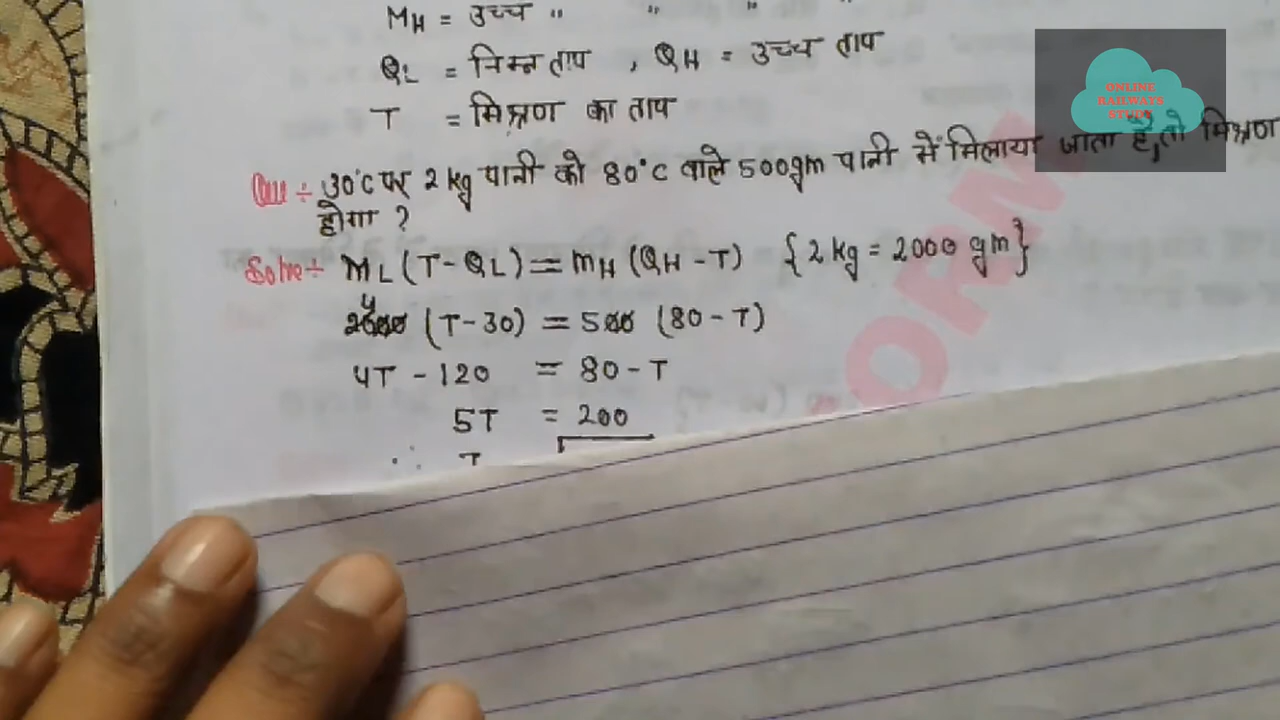 MH = उच्च " " "
QL = निम्न ताप , QH = उच्च ताप
T = मिश्रण का ताप
Que ÷ 30°C पर 2 kg पानी को 80°C वाले 500gm पानी में मिलाया जाता है, तो मिश्रण
होगा ?
Solve ÷ ML (T - QL) = mH (QH - T) {2 kg = 2000 gm}
4
2000 (T - 30) = 500 (80 - T)
4T - 120 = 80 - T
5T = 200
∴ T
ONLINE
RAILWAYS
STUDY